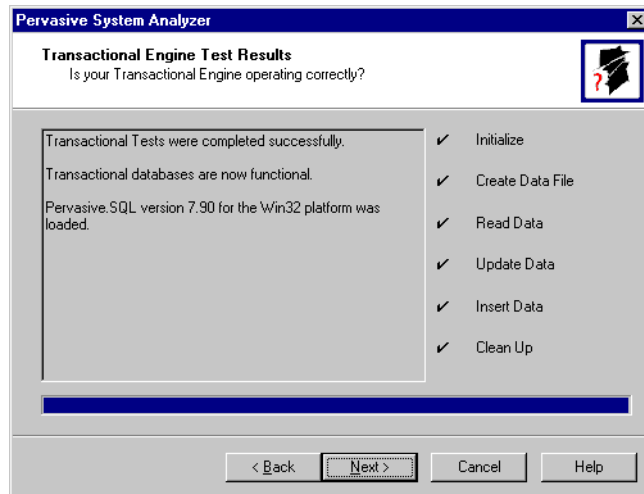 Pervasive System Analyzer
Transactional Engine Test Results
Is your Transactional Engine operating correctly?
?
Transactional Tests were completed successfully.
Transactional databases are now functional.
Pervasive.SQL version 7.90 for the Win32 platform was
loaded.
Initialize
Create Data File
Read Data
Update Data
Insert Data
Clean Up
< Back
Next >
Cancel
Help